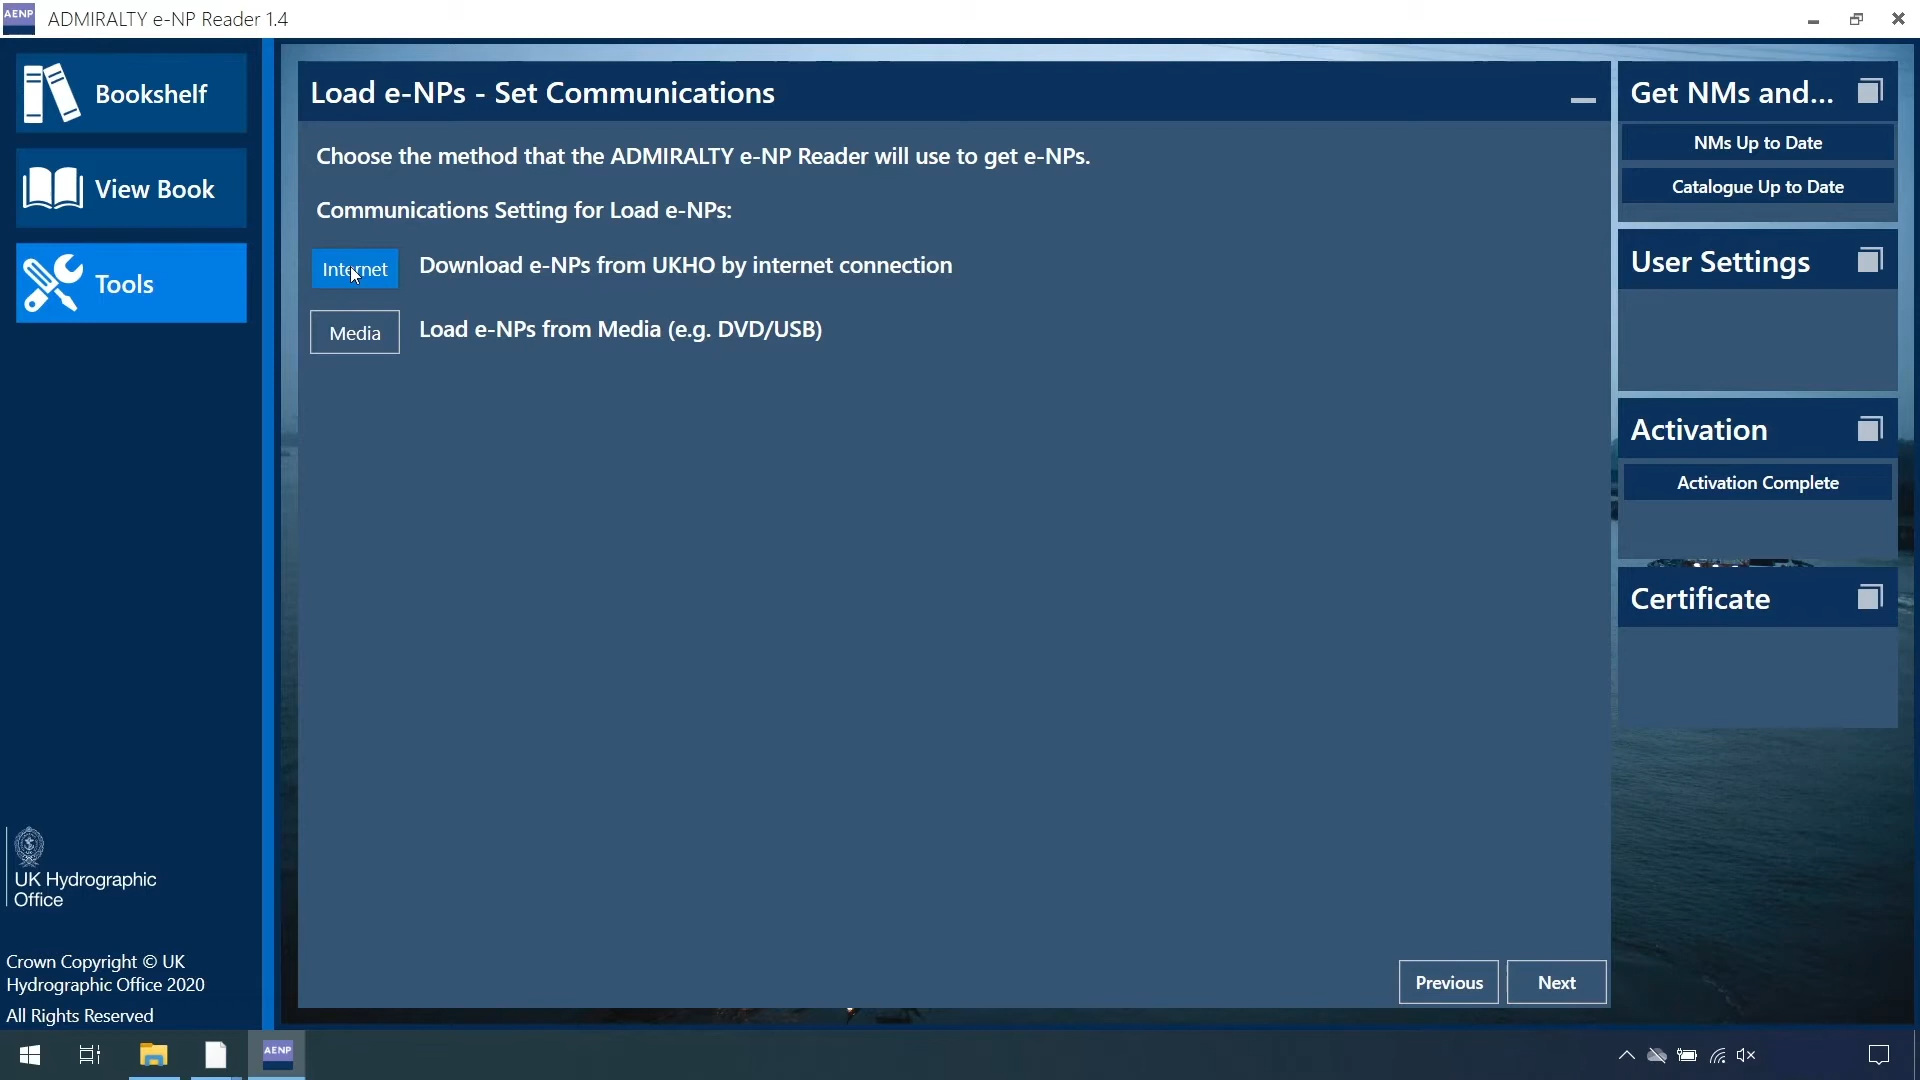 AENP
ADMIRALTY e-NP Reader 1.4
Bookshelf
View Book
Tools
UK Hydrographic
Office
Crown Copyright © UK
Hydrographic Office 2020
All Rights Reserved
Load e-NPs - Set Communications
Choose the method that the ADMIRALTY e-NP Reader will use to get e-NPs.
Communications Setting for Load e-NPs:
Internet Download e-NPs from UKHO by internet connection
Media Load e-NPs from Media (e.g. DVD/USB)
Previous Next
Get NMs and...
NMs Up to Date
Catalogue Up to Date
User Settings
Activation
Activation Complete
Certificate
AENP